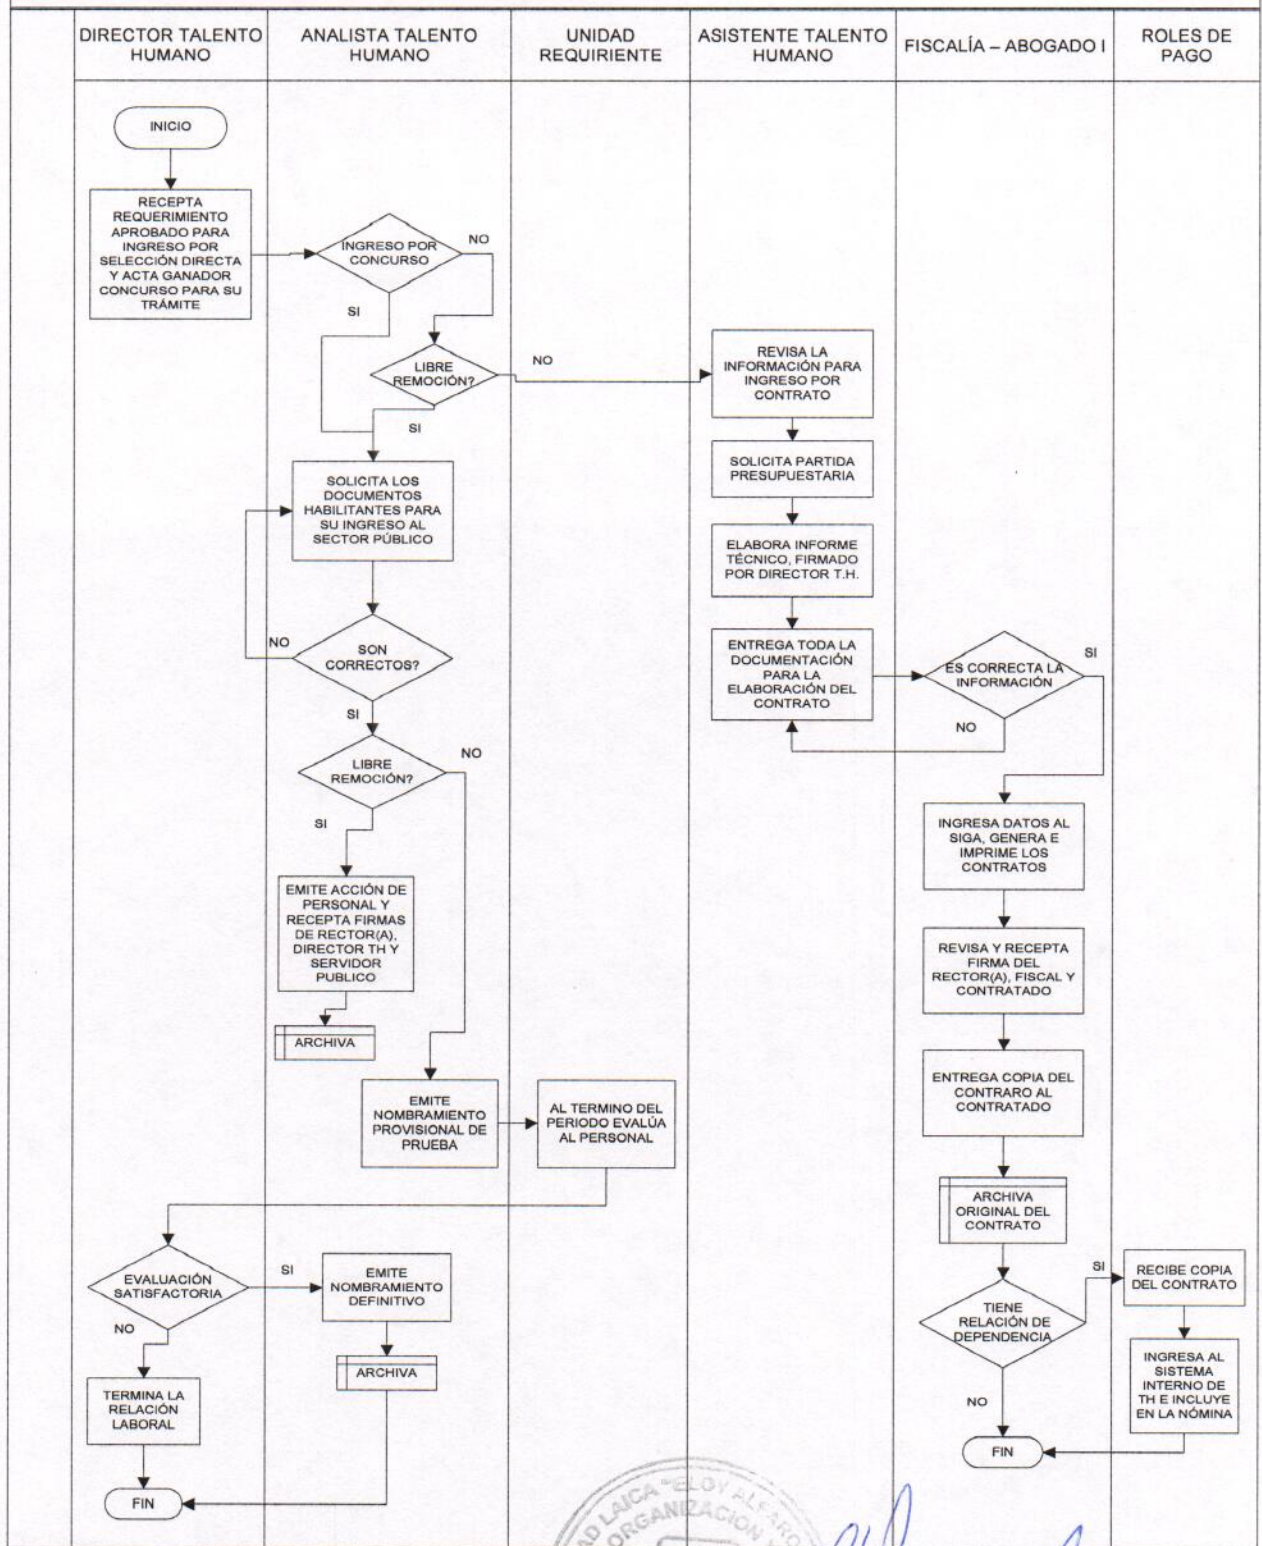 DIRECTOR TALENTO
HUMANO
ANALISTA TALENTO
HUMANO
UNIDAD
REQUIRIENTE
ASISTENTE TALENTO
HUMANO
FISCALÍA – ABOGADO I
ROLES DE
PAGO
INICIO
RECEPTA
REQUERIMIENTO
APROBADO PARA
INGRESO POR
SELECCIÓN DIRECTA
Y ACTA GANADOR
CONCURSO PARA SU
TRÁMITE
INGRESO POR
CONCURSO
NO
SI
LIBRE
REMOCIÓN?
NO
SI
REVISA LA
INFORMACIÓN PARA
INGRESO POR
CONTRATO
SOLICITA PARTIDA
PRESUPUESTARIA
SOLICITA LOS
DOCUMENTOS
HABILITANTES PARA
SU INGRESO AL
SECTOR PÚBLICO
ELABORA INFORME
TÉCNICO, FIRMADO
POR DIRECTOR T.H.
NO
SON
CORRECTOS?
SI
ENTREGA TODA LA
DOCUMENTACIÓN
PARA LA
ELABORACIÓN DEL
CONTRATO
ES CORRECTA LA
INFORMACIÓN
SI
NO
LIBRE
REMOCIÓN?
NO
SI
INGRESA DATOS AL
SIGA, GENERA E
IMPRIME LOS
CONTRATOS
EMITE ACCIÓN DE
PERSONAL Y
RECEPTA FIRMAS
DE RECTOR(A),
DIRECTOR TH Y
SERVIDOR
PUBLICO
REVISA Y RECEPTA
FIRMA DEL
RECTOR(A), FISCAL Y
CONTRATADO
ARCHIVA
EMITE
NOMBRAMIENTO
PROVISIONAL DE
PRUEBA
AL TERMINO DEL
PERIODO EVALÚA
AL PERSONAL
ENTREGA COPIA DEL
CONTRARO AL
CONTRATADO
ARCHIVA
ORIGINAL DEL
CONTRATO
EVALUACIÓN
SATISFACTORIA
SI
NO
EMITE
NOMBRAMIENTO
DEFINITIVO
TIENE
RELACIÓN DE
DEPENDENCIA
SI
NO
RECIBE COPIA
DEL CONTRATO
ARCHIVA
INGRESA AL
SISTEMA
INTERNO DE
TH E INCLUYE
EN LA NÓMINA
TERMINA LA
RELACIÓN
LABORAL
FIN
FIN
LAICA "ELOY ALFARO
ORGANIZACION